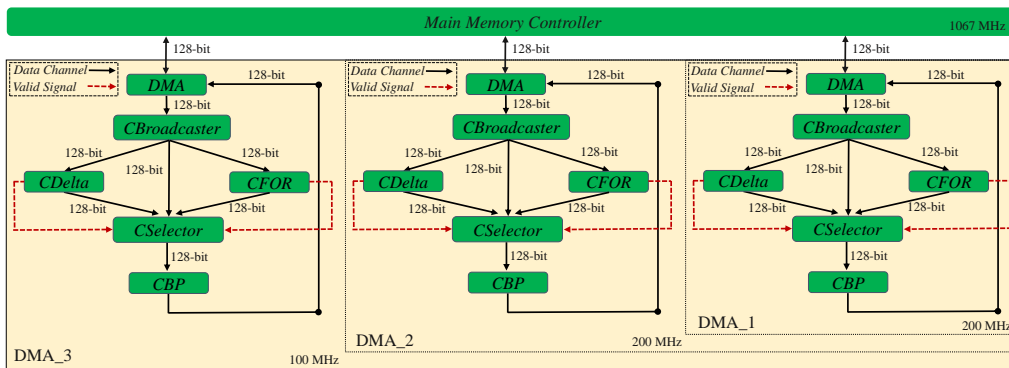 Main Memory Controller
1067 MHz
128-bit
128-bit
128-bit
Data Channel
Valid Signal
DMA
128-bit
128-bit
CBroadcaster
128-bit
128-bit
128-bit
CDelta
CFOR
128-bit
128-bit
CSelector
128-bit
CBP
DMA_3
100 MHz
Data Channel
Valid Signal
DMA
128-bit
128-bit
CBroadcaster
128-bit
128-bit
128-bit
CDelta
CFOR
128-bit
128-bit
CSelector
128-bit
CBP
DMA_2
200 MHz
Data Channel
Valid Signal
DMA
128-bit
128-bit
CBroadcaster
128-bit
128-bit
128-bit
CDelta
CFOR
128-bit
128-bit
CSelector
128-bit
CBP
DMA_1
200 MHz